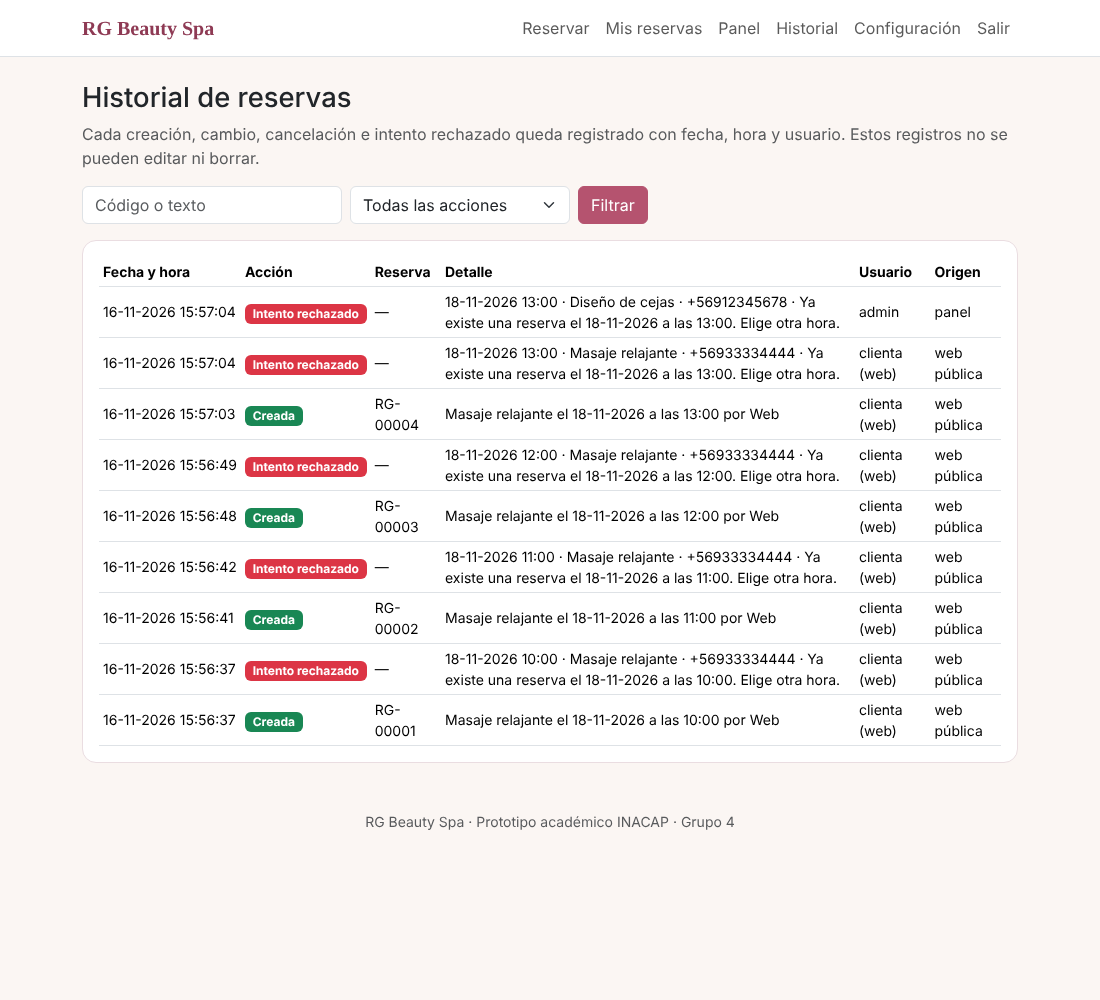 RG Beauty Spa
Reservar Mis reservas Panel Historial Configuración Salir
Historial de reservas
Cada creación, cambio, cancelación e intento rechazado queda registrado con fecha, hora y usuario. Estos registros no se
pueden editar ni borrar.
Código o texto Todas las acciones Filtrar
Fecha y hora Acción Reserva Detalle Usuario Origen
16-11-2026 15:57:04 Intento rechazado — 18-11-2026 13:00 · Diseño de cejas · +56912345678 · Ya
existe una reserva el 18-11-2026 a las 13:00. Elige otra hora. admin panel
16-11-2026 15:57:04 Intento rechazado — 18-11-2026 13:00 · Masaje relajante · +56933334444 · Ya
existe una reserva el 18-11-2026 a las 13:00. Elige otra hora. clienta
(web) web
pública
16-11-2026 15:57:03 Creada RG-
00004 Masaje relajante el 18-11-2026 a las 13:00 por Web clienta
(web) web
pública
16-11-2026 15:56:49 Intento rechazado — 18-11-2026 12:00 · Masaje relajante · +56933334444 · Ya
existe una reserva el 18-11-2026 a las 12:00. Elige otra hora. clienta
(web) web
pública
16-11-2026 15:56:48 Creada RG-
00003 Masaje relajante el 18-11-2026 a las 12:00 por Web clienta
(web) web
pública
16-11-2026 15:56:42 Intento rechazado — 18-11-2026 11:00 · Masaje relajante · +56933334444 · Ya
existe una reserva el 18-11-2026 a las 11:00. Elige otra hora. clienta
(web) web
pública
16-11-2026 15:56:41 Creada RG-
00002 Masaje relajante el 18-11-2026 a las 11:00 por Web clienta
(web) web
pública
16-11-2026 15:56:37 Intento rechazado — 18-11-2026 10:00 · Masaje relajante · +56933334444 · Ya
existe una reserva el 18-11-2026 a las 10:00. Elige otra hora. clienta
(web) web
pública
16-11-2026 15:56:37 Creada RG-
00001 Masaje relajante el 18-11-2026 a las 10:00 por Web clienta
(web) web
pública
RG Beauty Spa · Prototipo académico INACAP · Grupo 4